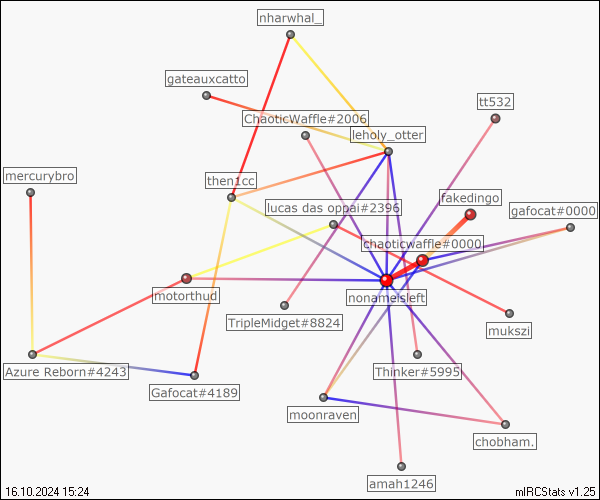 nharwhal_
gateauxcatto
tt532
ChaoticWaffle#2006
leholy_otter
mercurybro
then1cc
fakedingo
lucas das oppai#2396
gafocat#0000
chaoticwaffle#0000
motorthud
nonameisleft
TripleMidget#8824
mukszi
Azure Reborn#4243
Thinker#5995
Gafocat#4189
moonraven
chobham.
amah1246
16.10.2024 15:24
mIRCStats v1.25